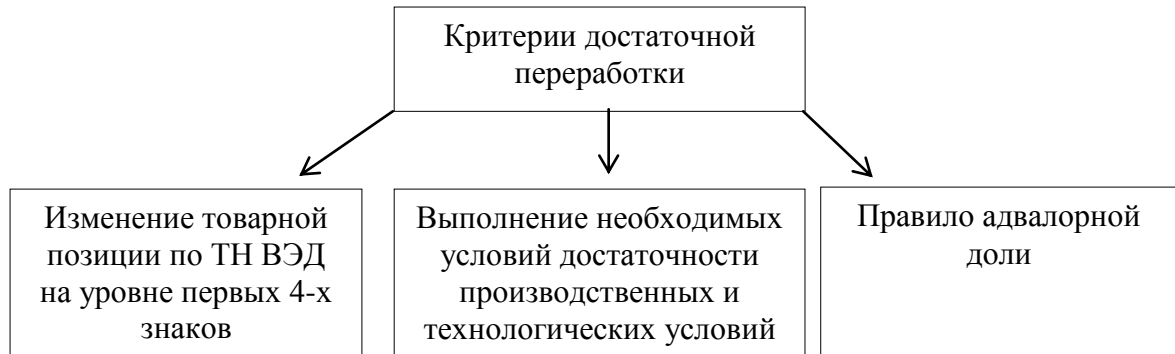 Критерии достаточной
переработки
Изменение товарной
позиции по ТН ВЭД
на уровне первых 4-х
знаков
Выполнение необходимых
условий достаточности
производственных и
технологических условий
Правило адвалорной
доли